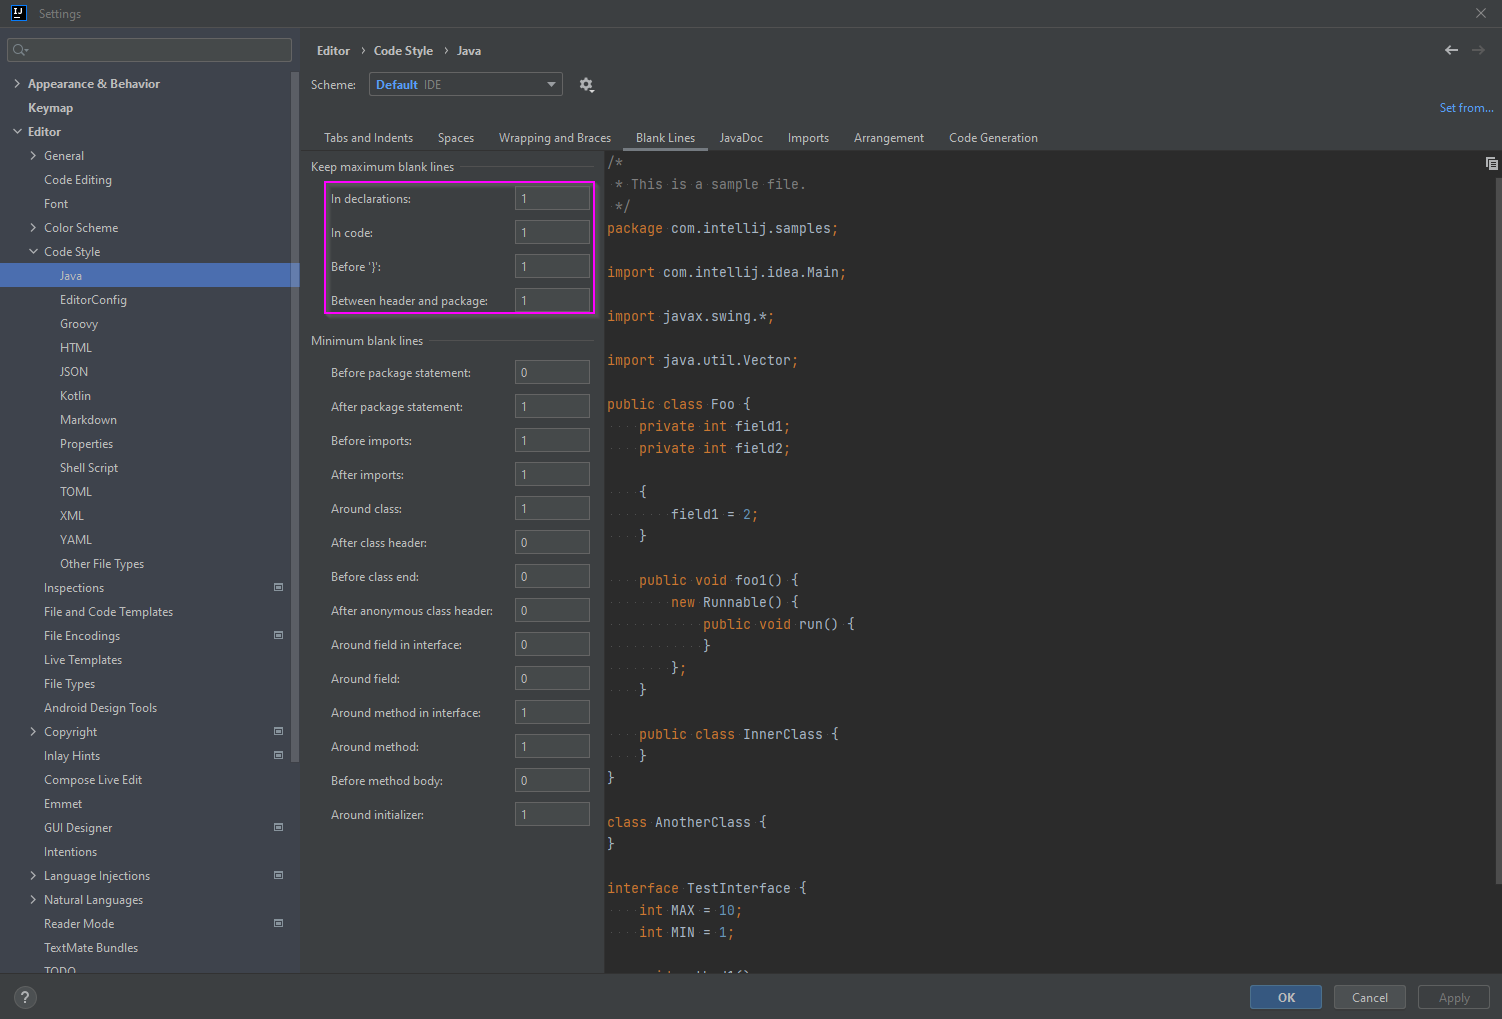 IJ Settings
Appearance & Behavior
Keymap
Editor
General
Code Editing
Font
Color Scheme
Code Style
Java
EditorConfig
Groovy
HTML
JSON
Kotlin
Markdown
Properties
Shell Script
TOML
XML
YAML
Other File Types
Inspections
File and Code Templates
File Encodings
Live Templates
File Types
Android Design Tools
Copyright
Inlay Hints
Compose Live Edit
Emmet
GUI Designer
Intentions
Language Injections
Natural Languages
Reader Mode
TextMate Bundles
TODO
Editor › Code Style › Java
Scheme: Default IDE
Set from...
Tabs and Indents Spaces Wrapping and Braces Blank Lines JavaDoc Imports Arrangement Code Generation
Keep maximum blank lines
In declarations: 1
In code: 1
Before '}': 1
Between header and package: 1
Minimum blank lines
Before package statement: 0
After package statement: 1
Before imports: 1
After imports: 1
Around class: 1
After class header: 0
Before class end: 0
After anonymous class header: 0
Around field in interface: 0
Around field: 0
Around method in interface: 1
Around method: 1
Before method body: 0
Around initializer: 1
/*
 * This is a sample file.
 */
package com.intellij.samples;
import com.intellij.idea.Main;
import javax.swing.*;
import java.util.Vector;
public class Foo {
    private int field1;
    private int field2;
    {
        field1 = 2;
    }
    public void foo1() {
        new Runnable() {
            public void run() {
            }
        };
    }
    public class InnerClass {
    }
}
class AnotherClass {
}
interface TestInterface {
    int MAX = 10;
    int MIN = 1;
?
OK Cancel Apply